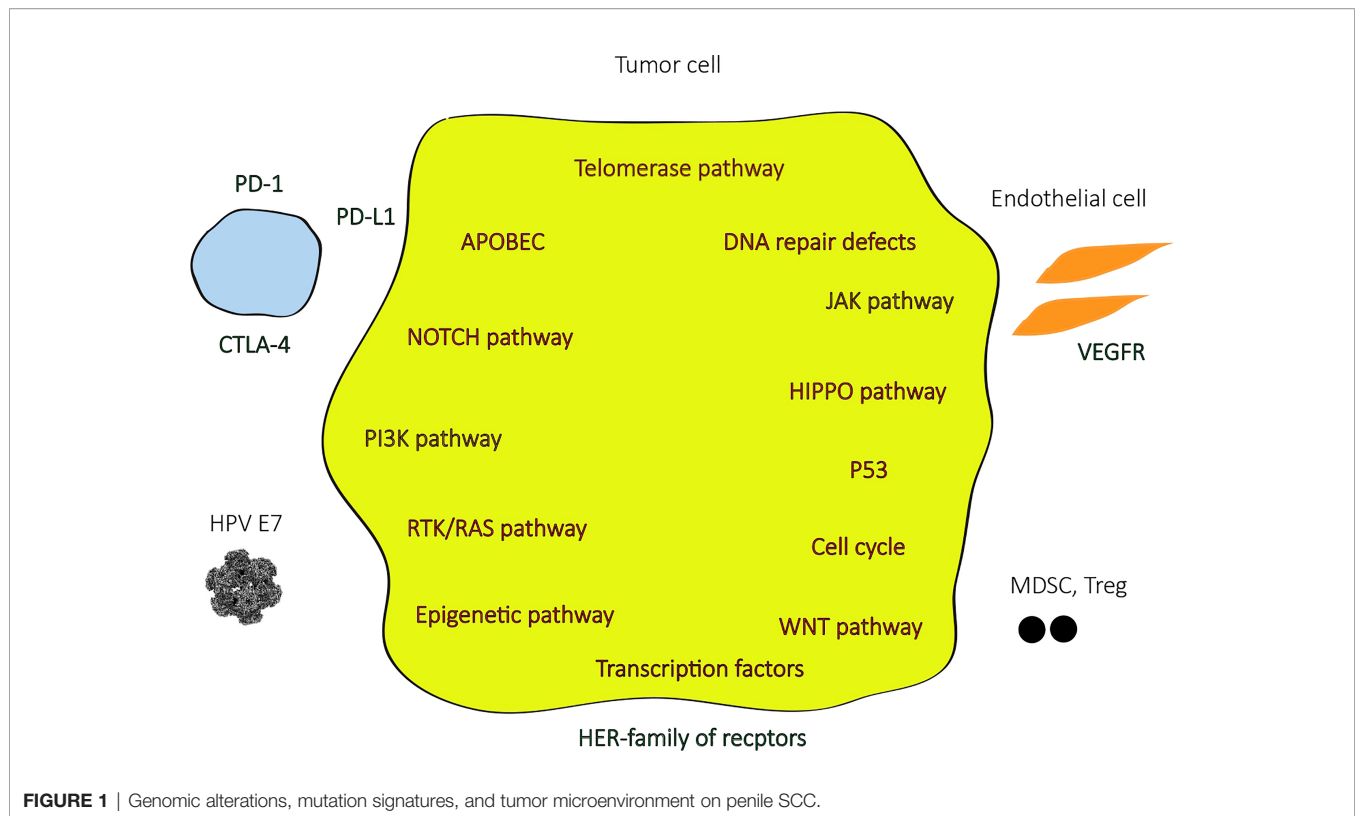 Tumor cell
Telomerase pathway
PD-1
PD-L1
Endothelial cell
APOBEC
DNA repair defects
JAK pathway
NOTCH pathway
CTLA-4
VEGFR
HIPPO pathway
PI3K pathway
P53
HPV E7
RTK/RAS pathway
Cell cycle
MDSC, Treg
Epigenetic pathway
WNT pathway
Transcription factors
HER-family of recptors
FIGURE 1 | Genomic alterations, mutation signatures, and tumor microenvironment on penile SCC.